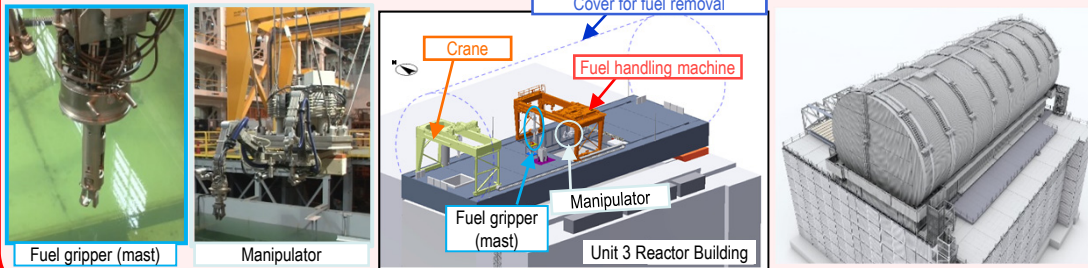 Cover for fuel removal
Crane
Fuel handling machine
Manipulator
Fuel gripper
(mast)
Unit 3 Reactor Building
Fuel gripper (mast)
Manipulator